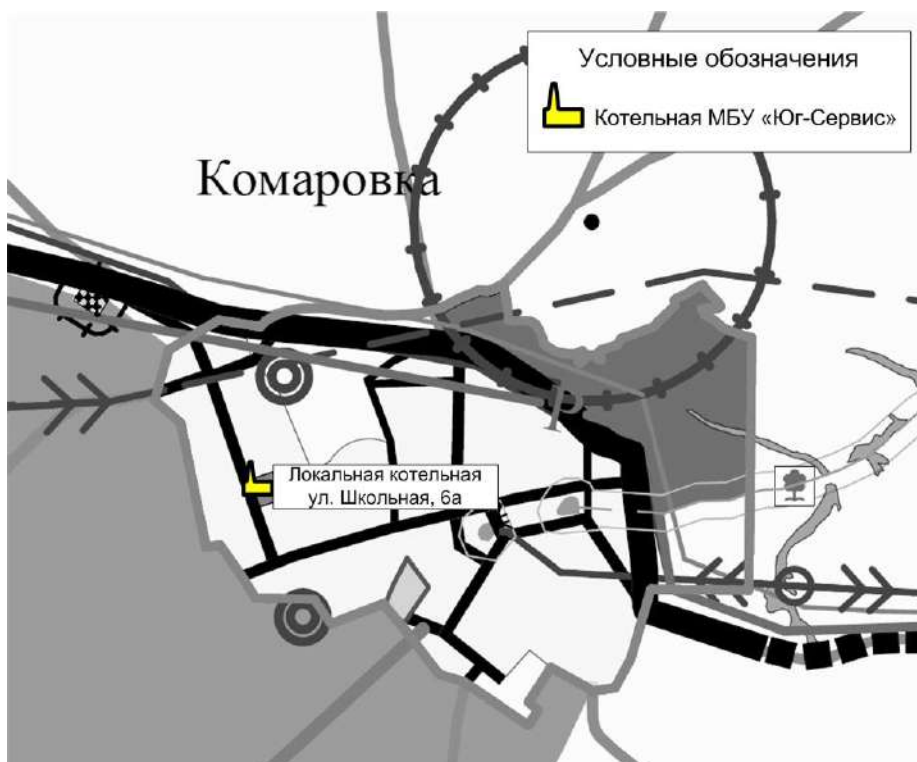 Условные обозначения
Котельная МБУ «Юг-Сервис»
Комаровка
Локальная котельная
ул. Школьная, 6а